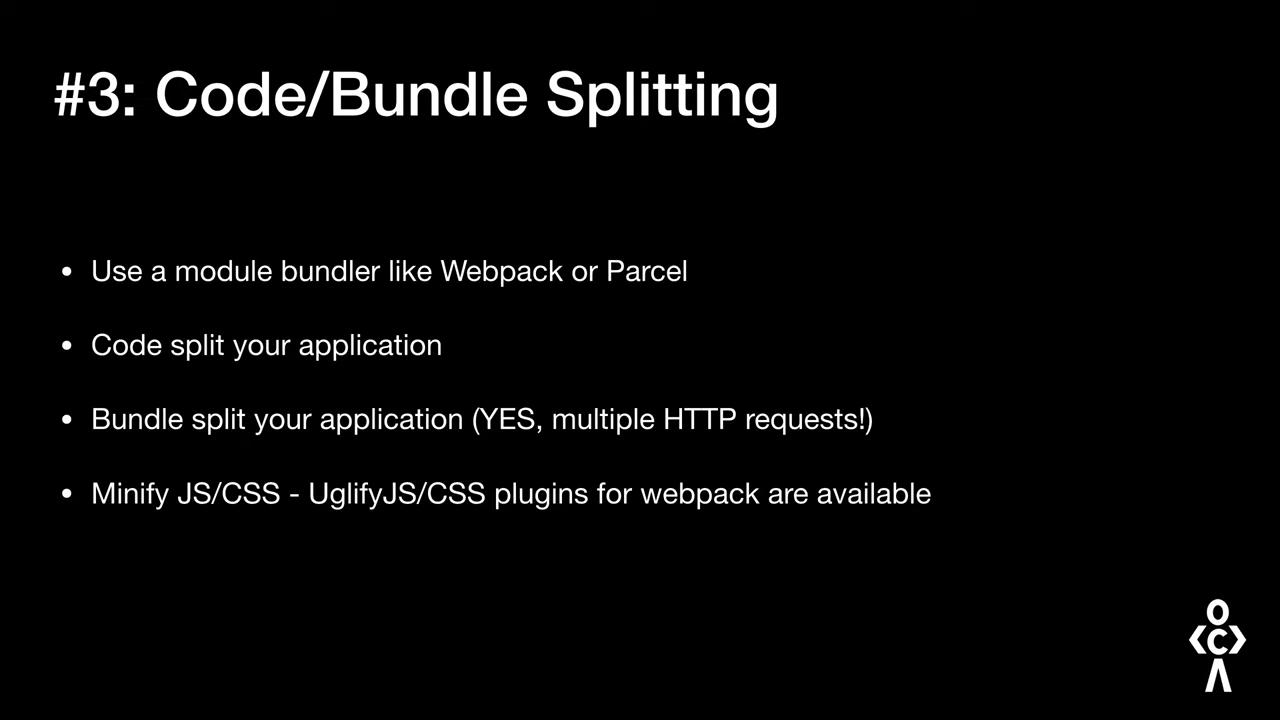 #3: Code/Bundle Splitting
• Use a module bundler like Webpack or Parcel
• Code split your application
• Bundle split your application (YES, multiple HTTP requests!)
• Minify JS/CSS - UglifyJS/CSS plugins for webpack are available
O
<C>
Λ